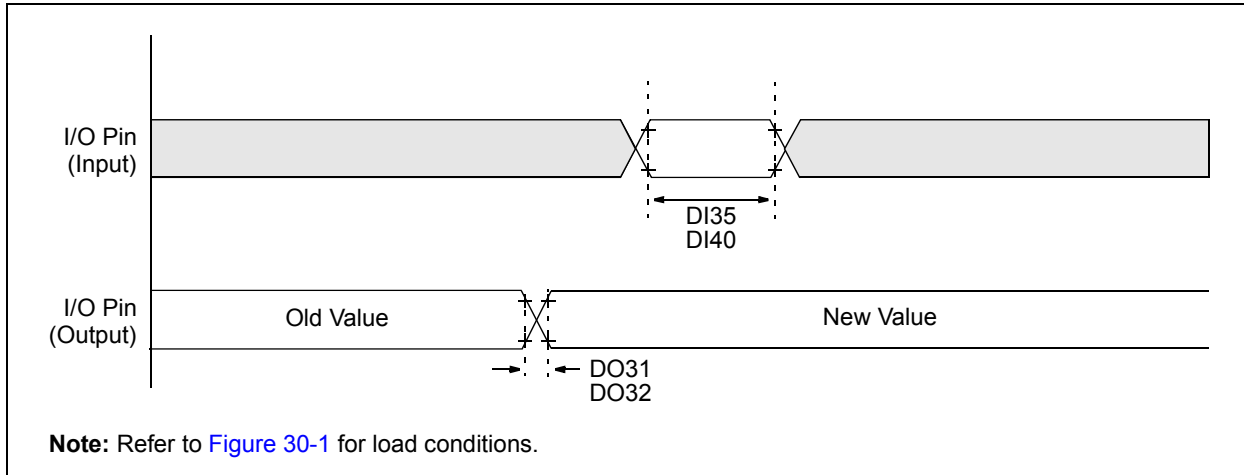 I/O Pin
(Input)
DI35
DI40
I/O Pin
(Output)
Old Value
New Value
DO31
DO32
Note: Refer to Figure 30-1 for load conditions.